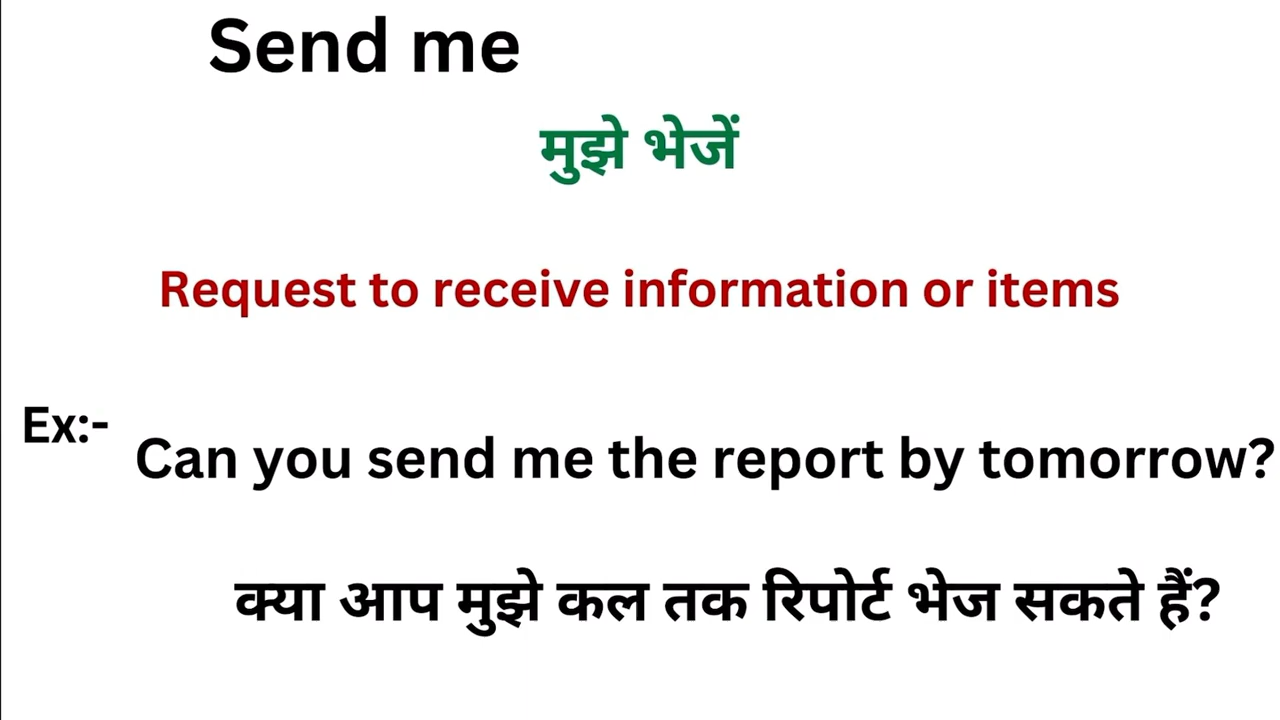 Send me
मुझे भेजें
Request to receive information or items
Ex:-
Can you send me the report by tomorrow?
क्या आप मुझे कल तक रिपोर्ट भेज सकते हैं?